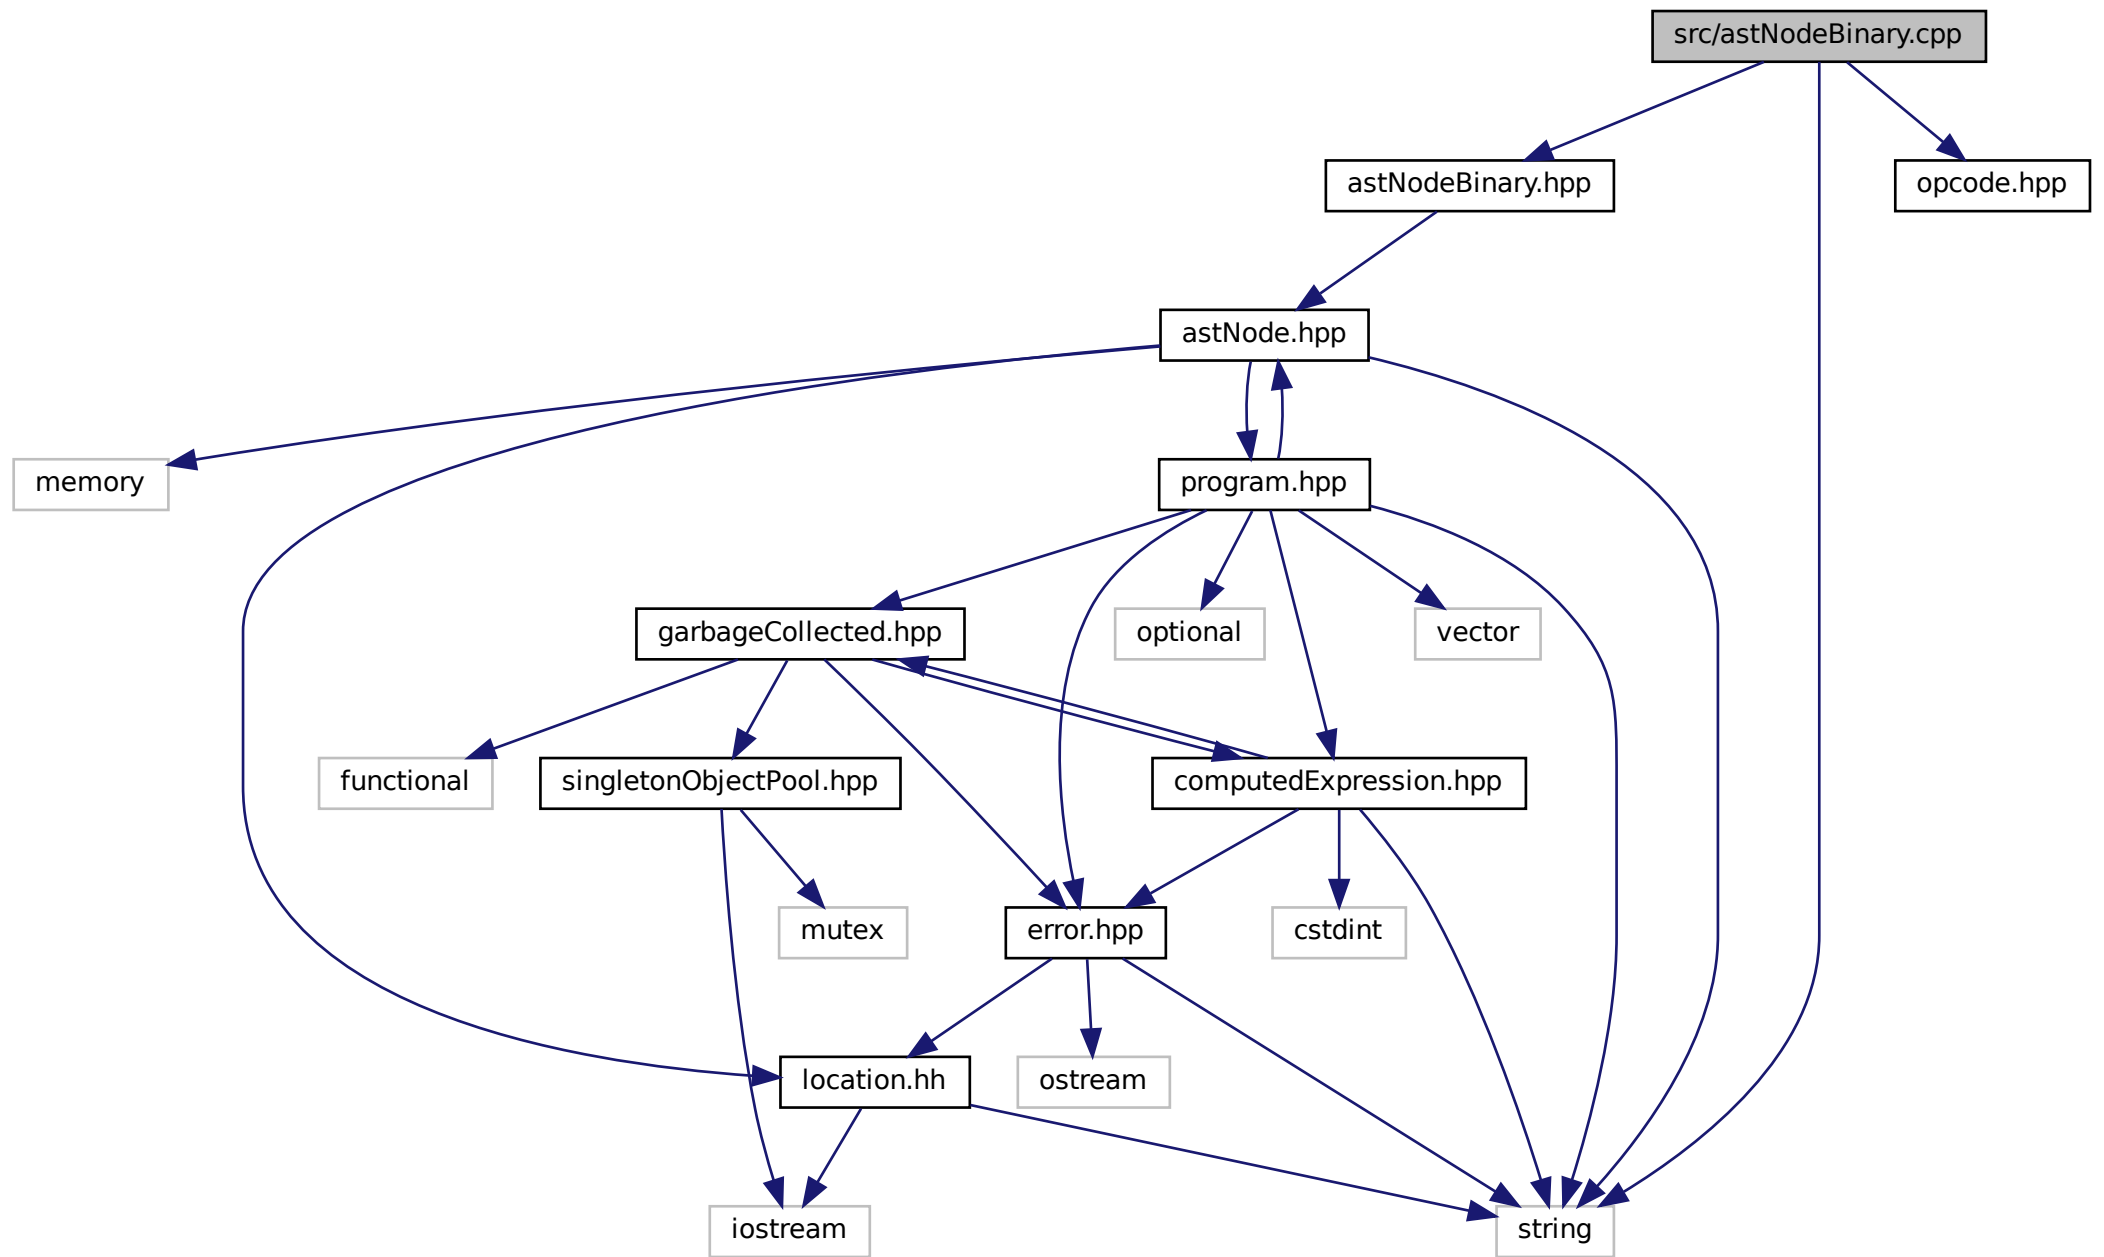 src/astNodeBinary.cpp
astNodeBinary.hpp
opcode.hpp
astNode.hpp
memory
program.hpp
garbageCollected.hpp
optional
vector
functional
singletonObjectPool.hpp
computedExpression.hpp
mutex
error.hpp
cstdint
location.hh
ostream
iostream
string